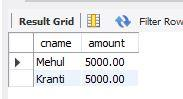 Result Grid Filter Row
cname amount
Mehul 5000.00
Kranti 5000.00